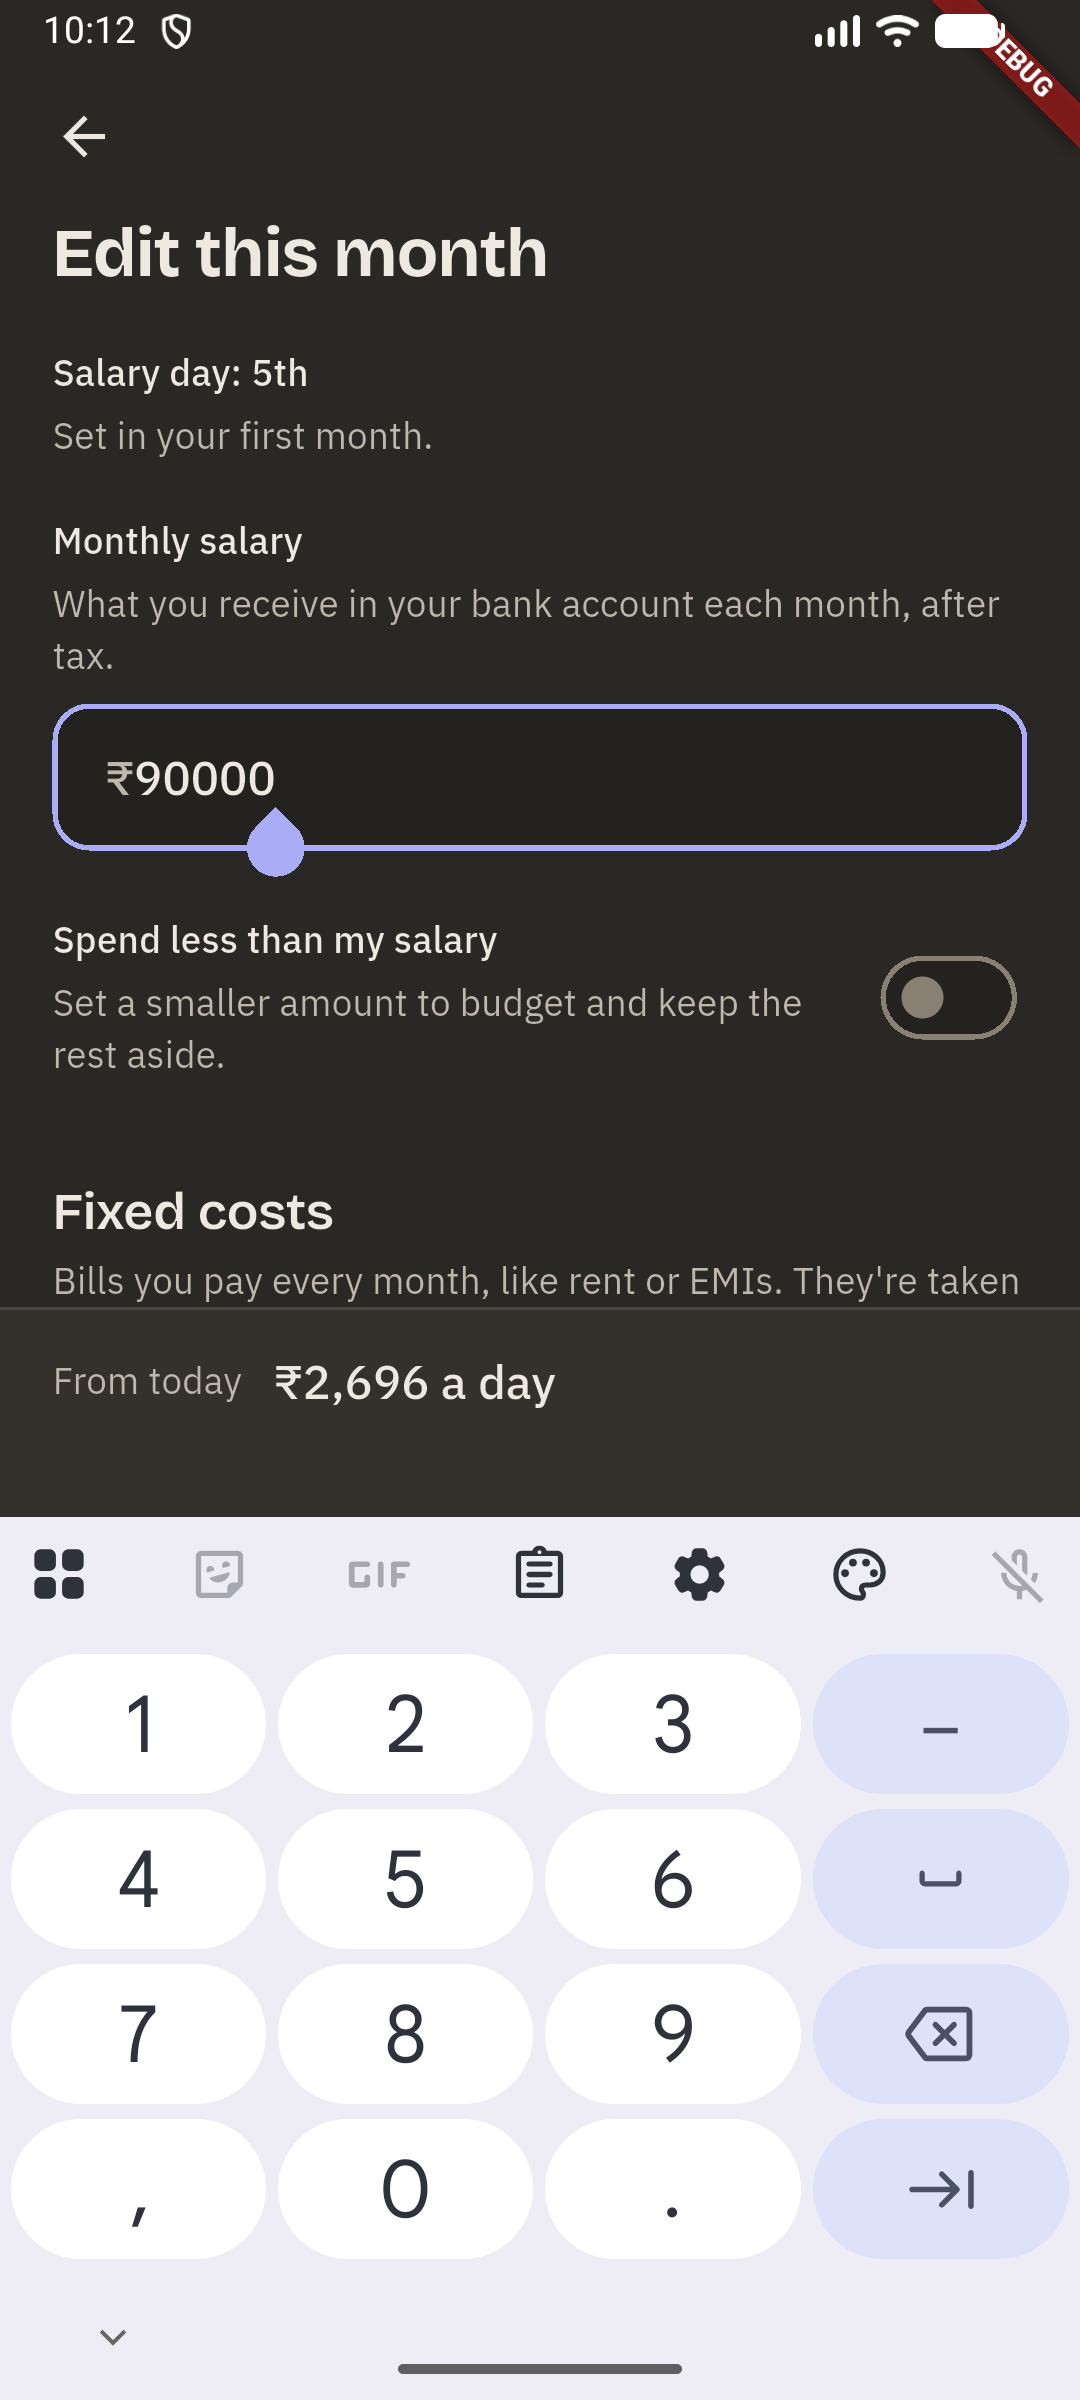 10:12
DEBUG
Edit this month
Salary day: 5th
Set in your first month.
Monthly salary
What you receive in your bank account each month, after
tax.
₹90000
Spend less than my salary
Set a smaller amount to budget and keep the
rest aside.
Fixed costs
Bills you pay every month, like rent or EMIs. They're taken
From today ₹2,696 a day
GIF
1 2 3 –
4 5 6
7 8 9
, 0 .